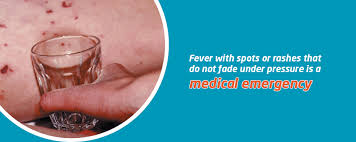 Fever with spots or rashes that
do not fade under pressure is a
medical emergency